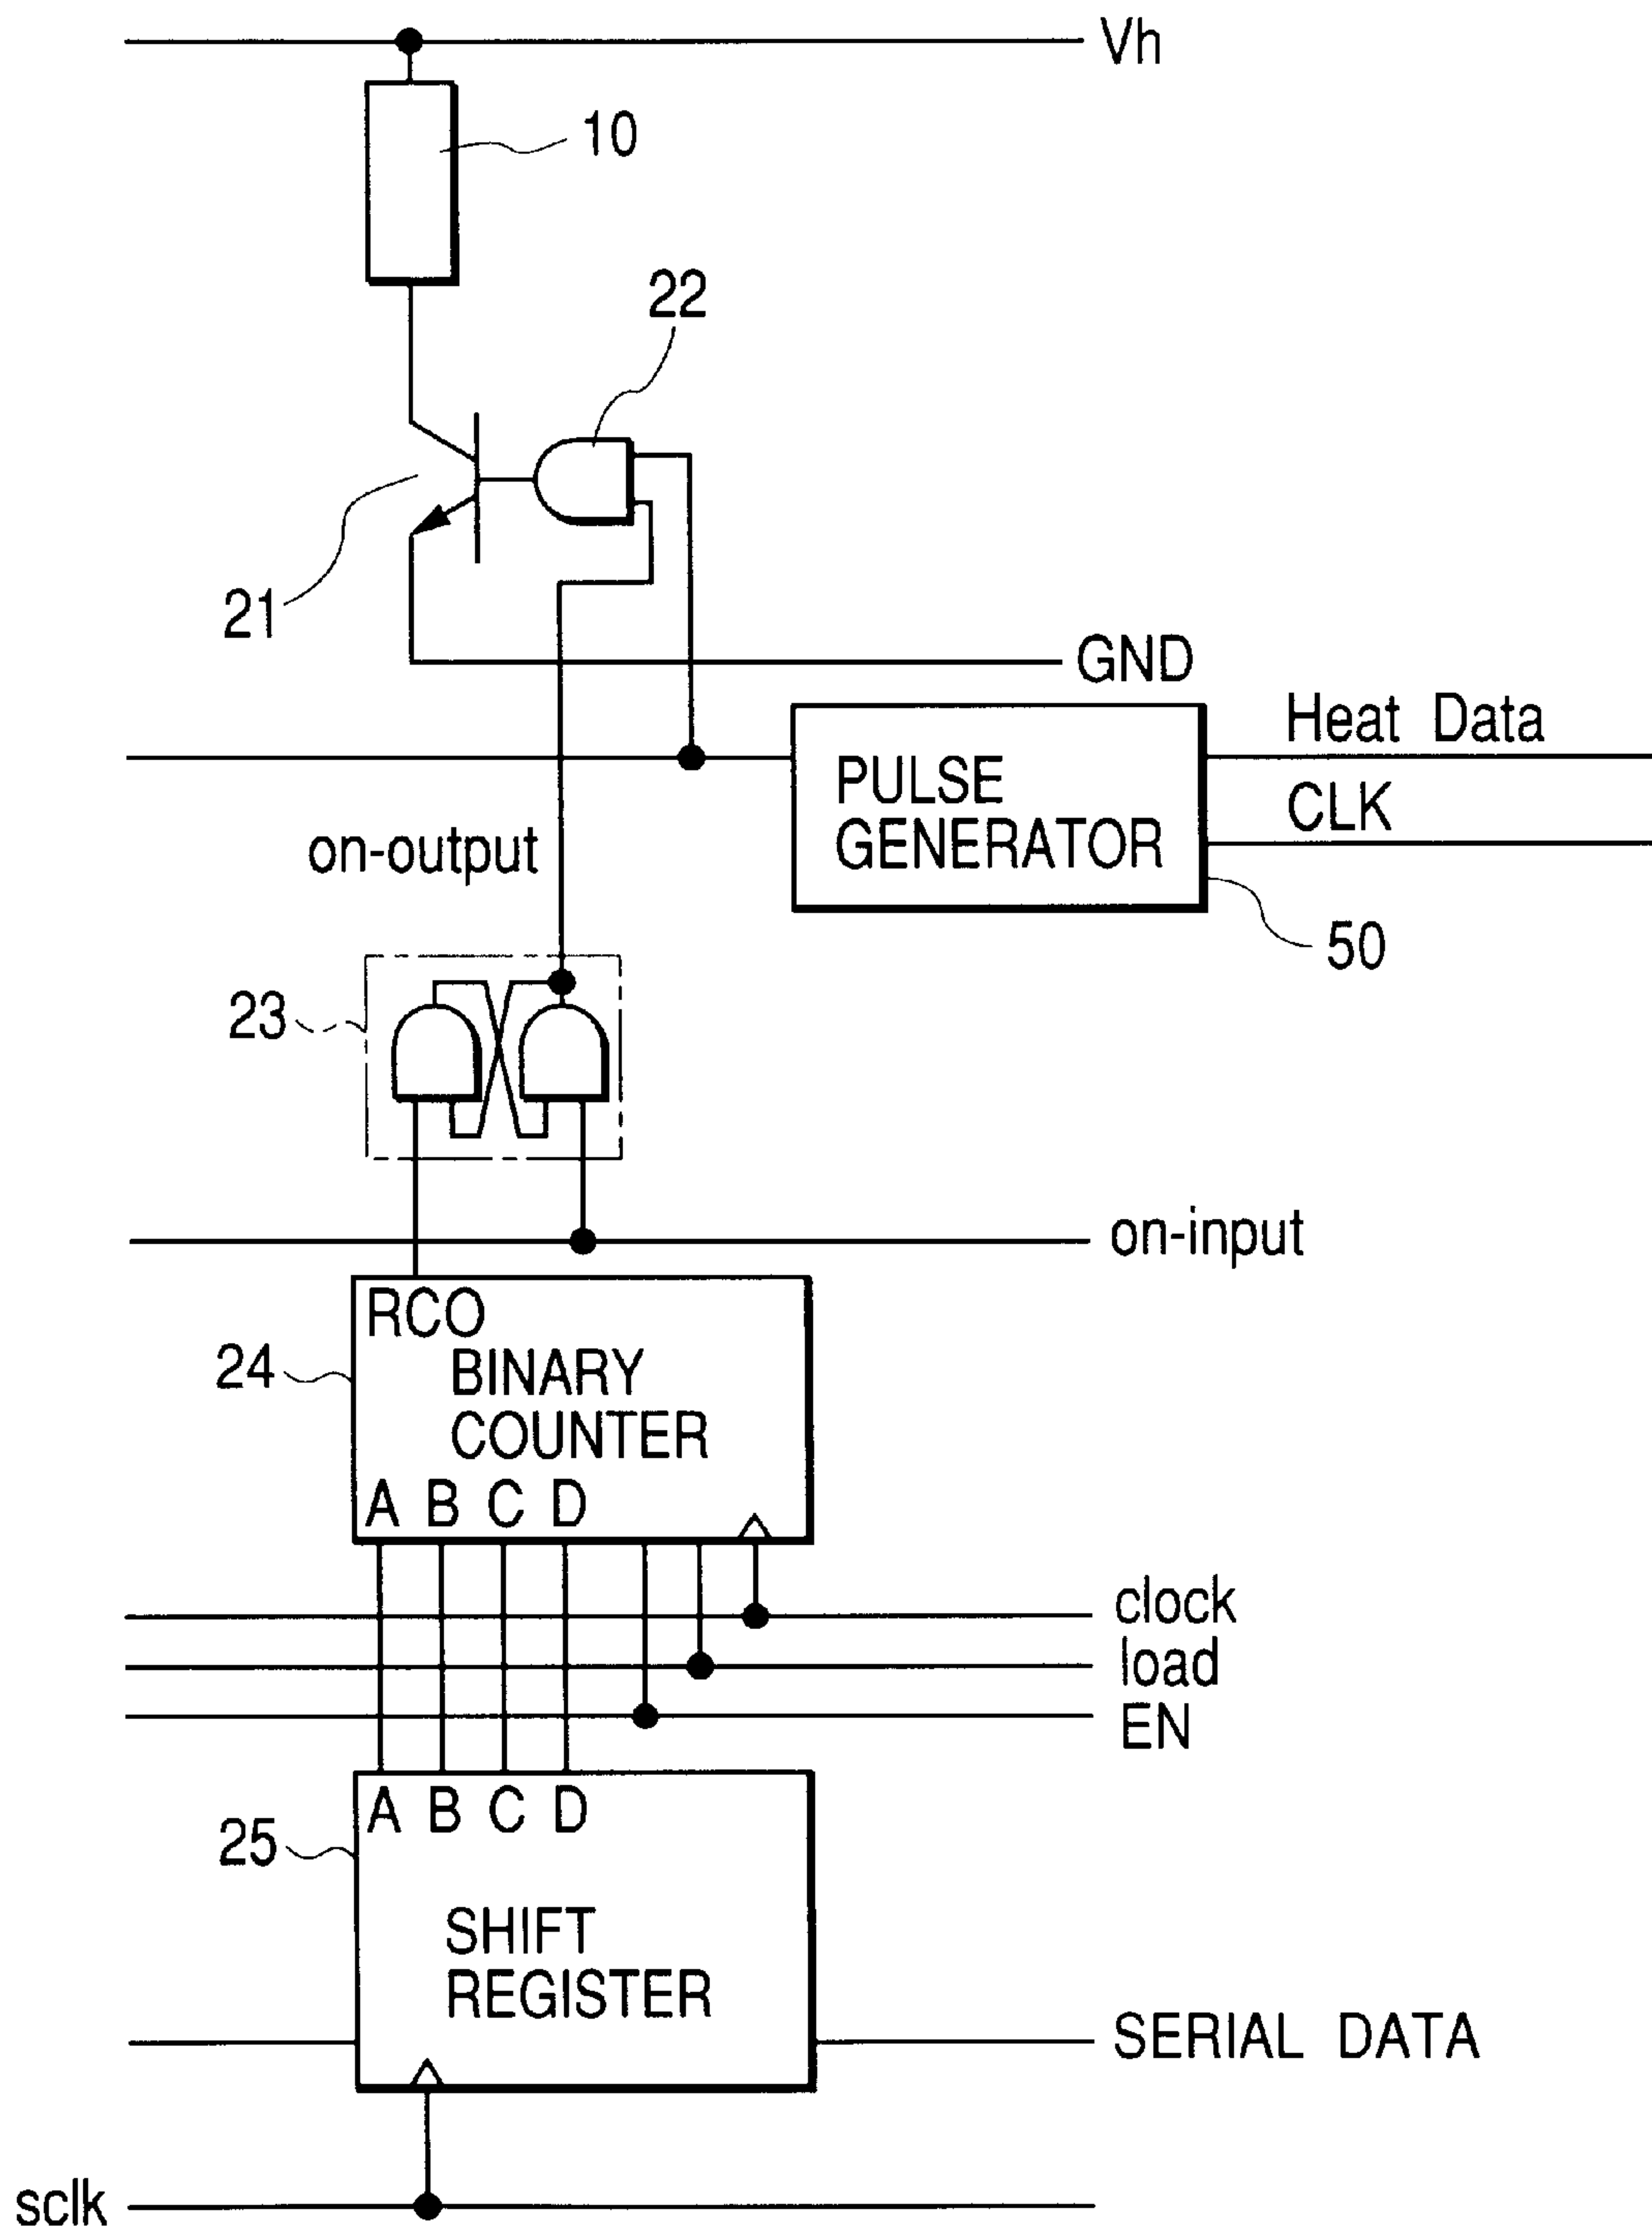 Vh
10
22
21
GND
Heat Data
PULSE
GENERATOR
CLK
on-output
50
23
on-input
RCO
24
BINARY
COUNTER
A B C D
clock
load
EN
A B C D
25
SHIFT
REGISTER
SERIAL DATA
sclk